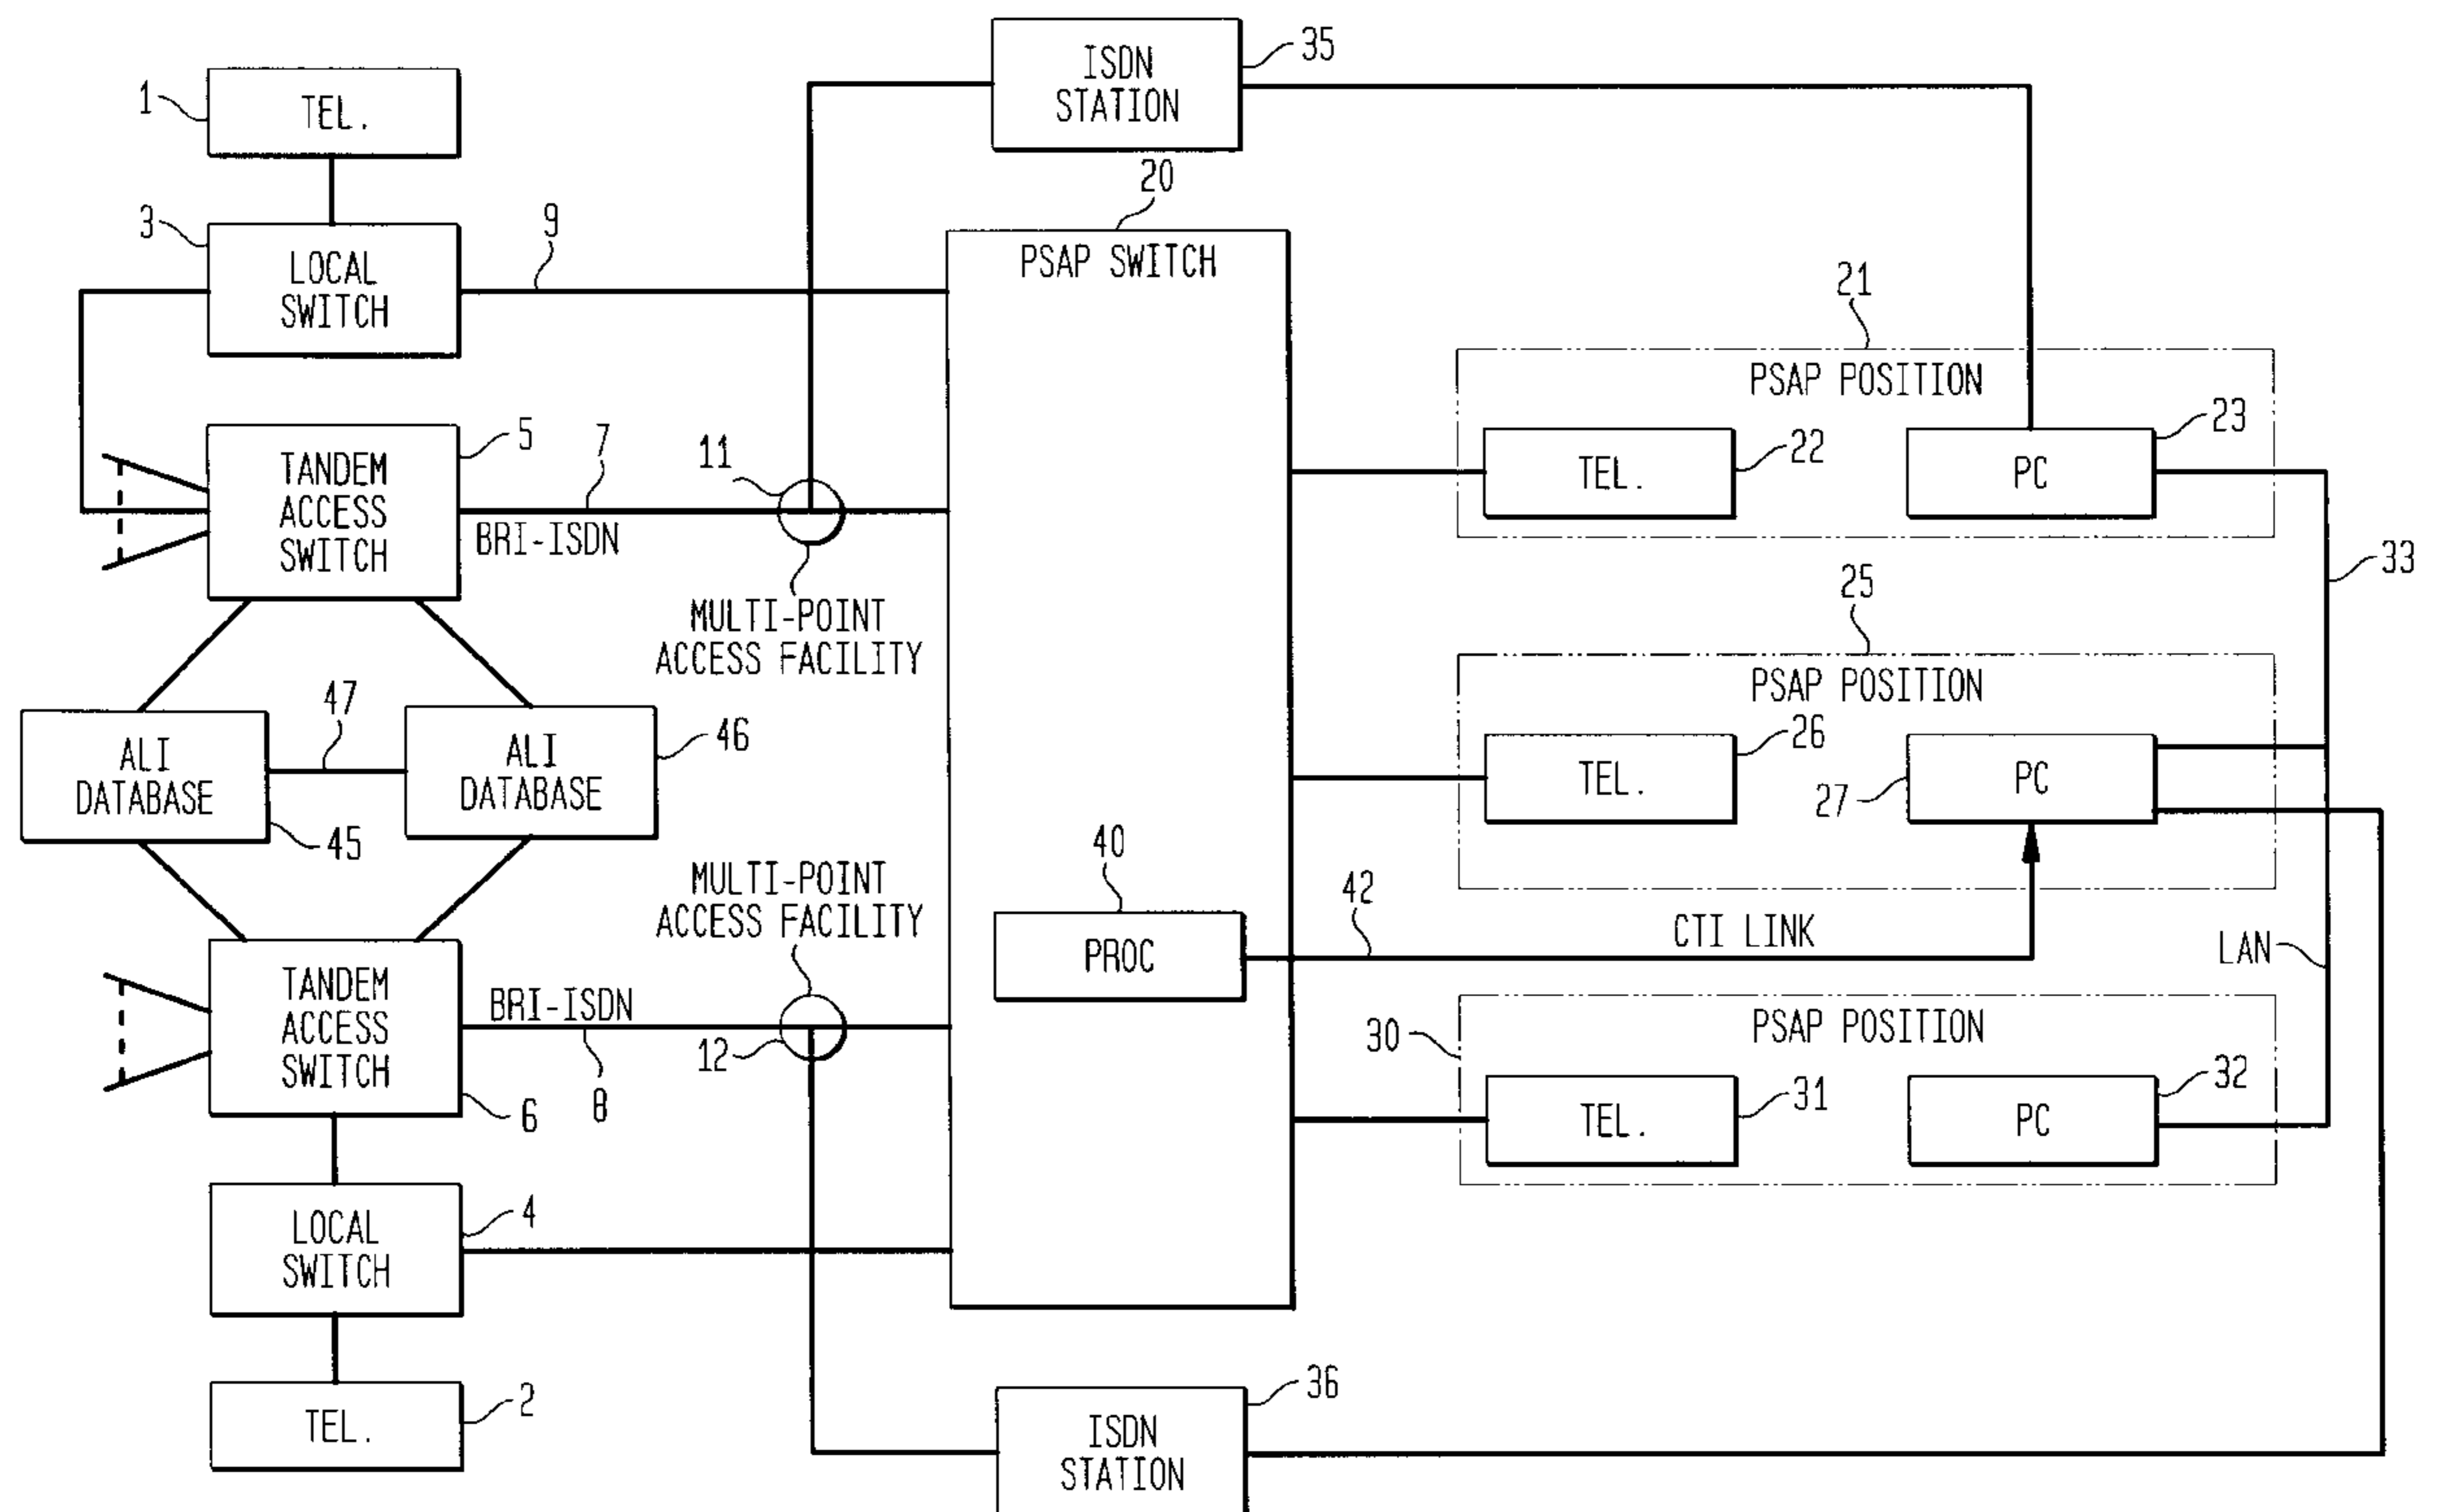 ISDN
STATION
35
1
TEL.
20
3
LOCAL
SWITCH
9
PSAP SWITCH
21
PSAP POSITION
5
TANDEM
ACCESS
SWITCH
7
BRI-ISDN
11
MULTI-POINT
ACCESS FACILITY
TEL.
22
PC
23
33
25
PSAP POSITION
47
ALI
DATABASE
45
ALI
DATABASE
46
TEL.
26
27
PC
MULTI-POINT
ACCESS FACILITY
40
PROC
42
CTI LINK
LAN
TANDEM
ACCESS
SWITCH
6
BRI-ISDN
8
12
30
PSAP POSITION
TEL.
31
PC
32
LOCAL
SWITCH
4
TEL.
2
ISDN
STATION
36